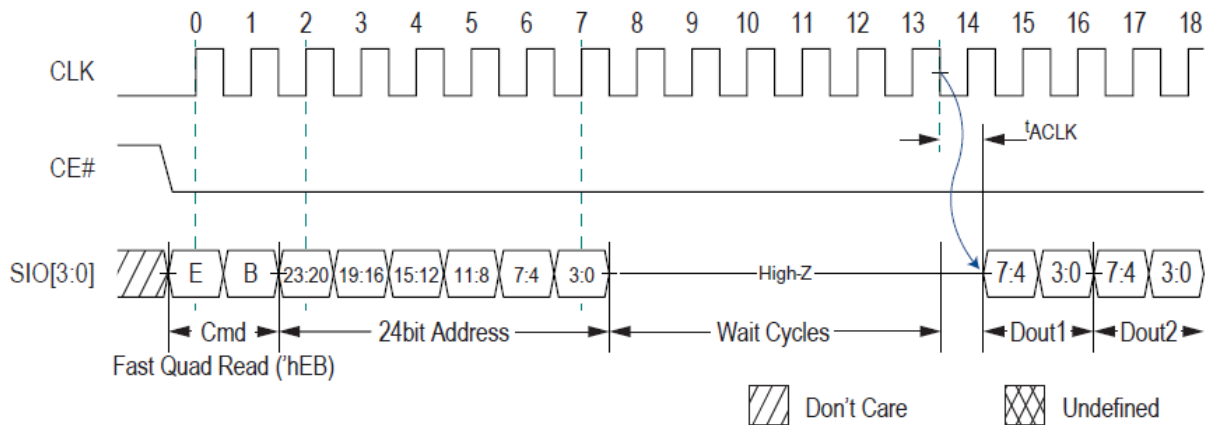 0 1 2 3 4 5 6 7 8 9 10 11 12 13 14 15 16 17 18
CLK
tACLK
CE#
SIO[3:0] E B 23:20 19:16 15:12 11:8 7:4 3:0 High-Z 7:4 3:0 7:4 3:0
Cmd 24bit Address Wait Cycles Dout1 Dout2
Fast Quad Read ('hEB)
Don't Care Undefined